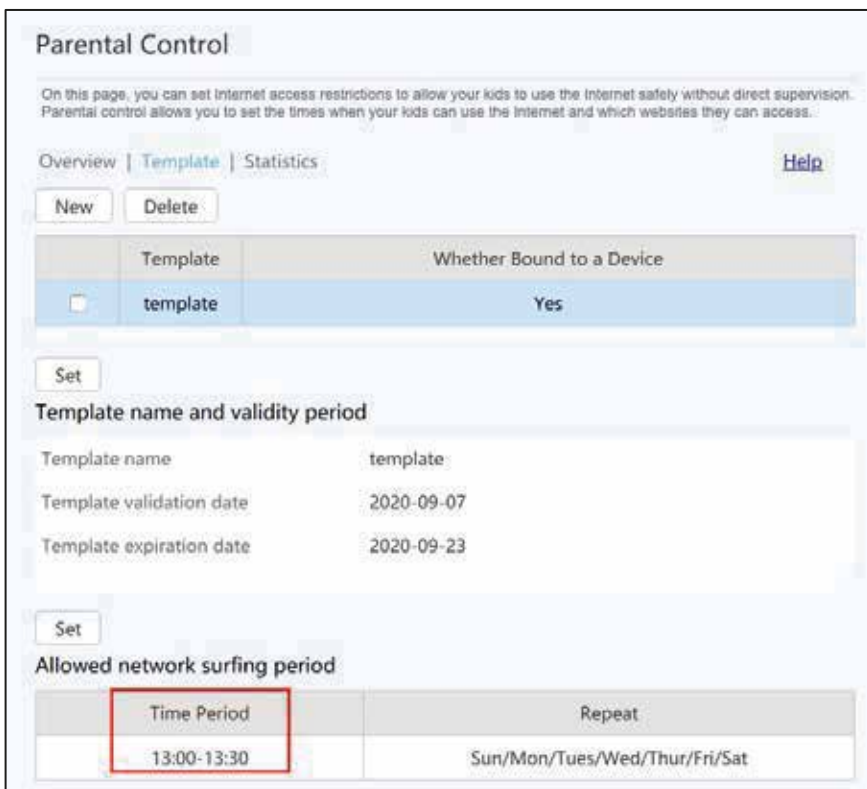 Parental Control
On this page, you can set Internet access restrictions to allow your kids to use the Internet safely without direct supervision.
Parental control allows you to set the times when your kids can use the Internet and which websites they can access.
Overview | Template | Statistics Help
New Delete
Template Whether Bound to a Device
template Yes
Set
Template name and validity period
Template name template
Template validation date 2020-09-07
Template expiration date 2020-09-23
Set
Allowed network surfing period
Time Period Repeat
13:00-13:30 Sun/Mon/Tues/Wed/Thur/Fri/Sat